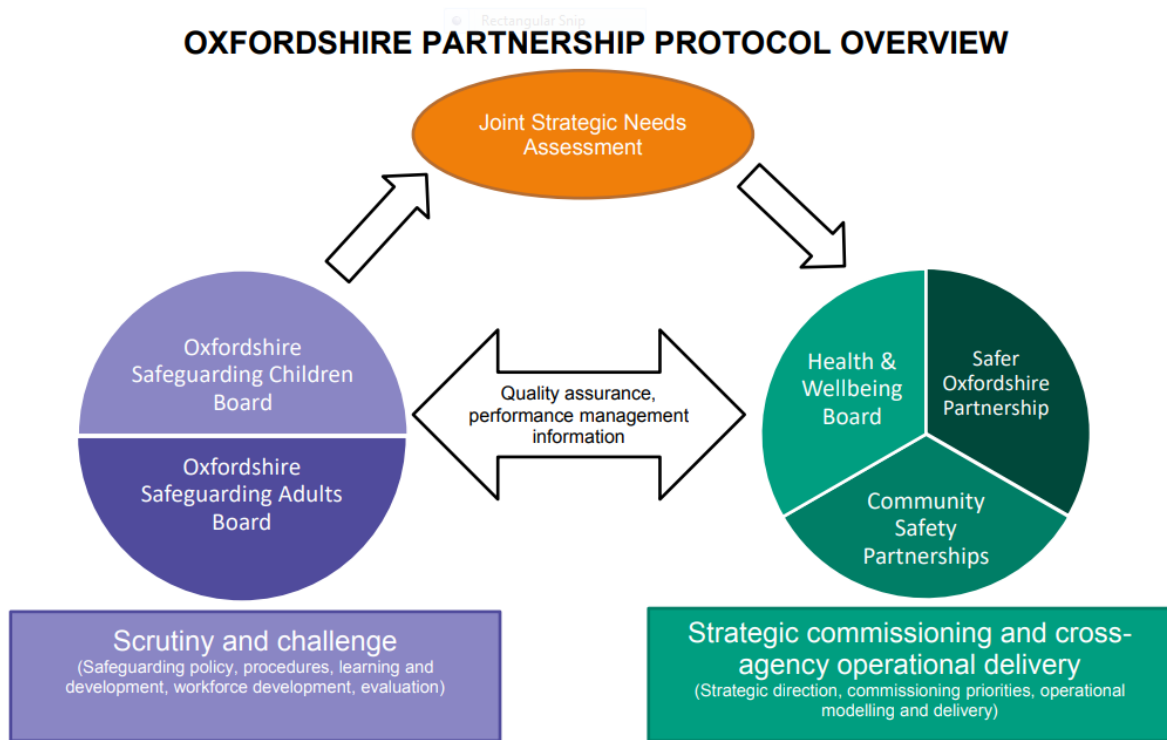 Rectangular Snip
OXFORDSHIRE PARTNERSHIP PROTOCOL OVERVIEW
Joint Strategic Needs
Assessment
Oxfordshire
Safeguarding Children
Board
Oxfordshire
Safeguarding Adults
Board
Quality assurance,
performance management
information
Health &
Wellbeing
Board
Safer
Oxfordshire
Partnership
Community
Safety
Partnerships
Scrutiny and challenge
(Safeguarding policy, procedures, learning and
development, workforce development, evaluation)
Strategic commissioning and cross-
agency operational delivery
(Strategic direction, commissioning priorities, operational
modelling and delivery)